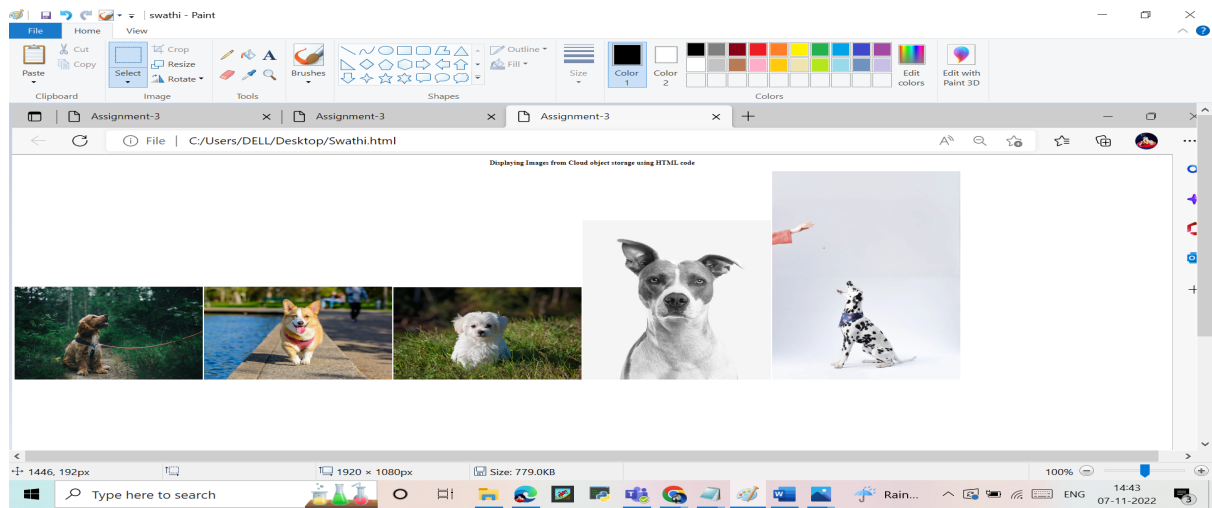 swathi - Paint
File Home View
Paste Cut Copy Select Crop Resize Rotate Brushes Outline Fill Size Color 1 Color 2 Edit colors Edit with Paint 3D
Clipboard Image Tools Shapes Colors
Assignment-3 Assignment-3 Assignment-3
File | C:/Users/DELL/Desktop/Swathi.html
Displaying Images from Cloud object storage using HTML code
1446, 192px 1920 × 1080px Size: 779.0KB 100%
Type here to search Rain... ENG 14:43
07-11-2022 3